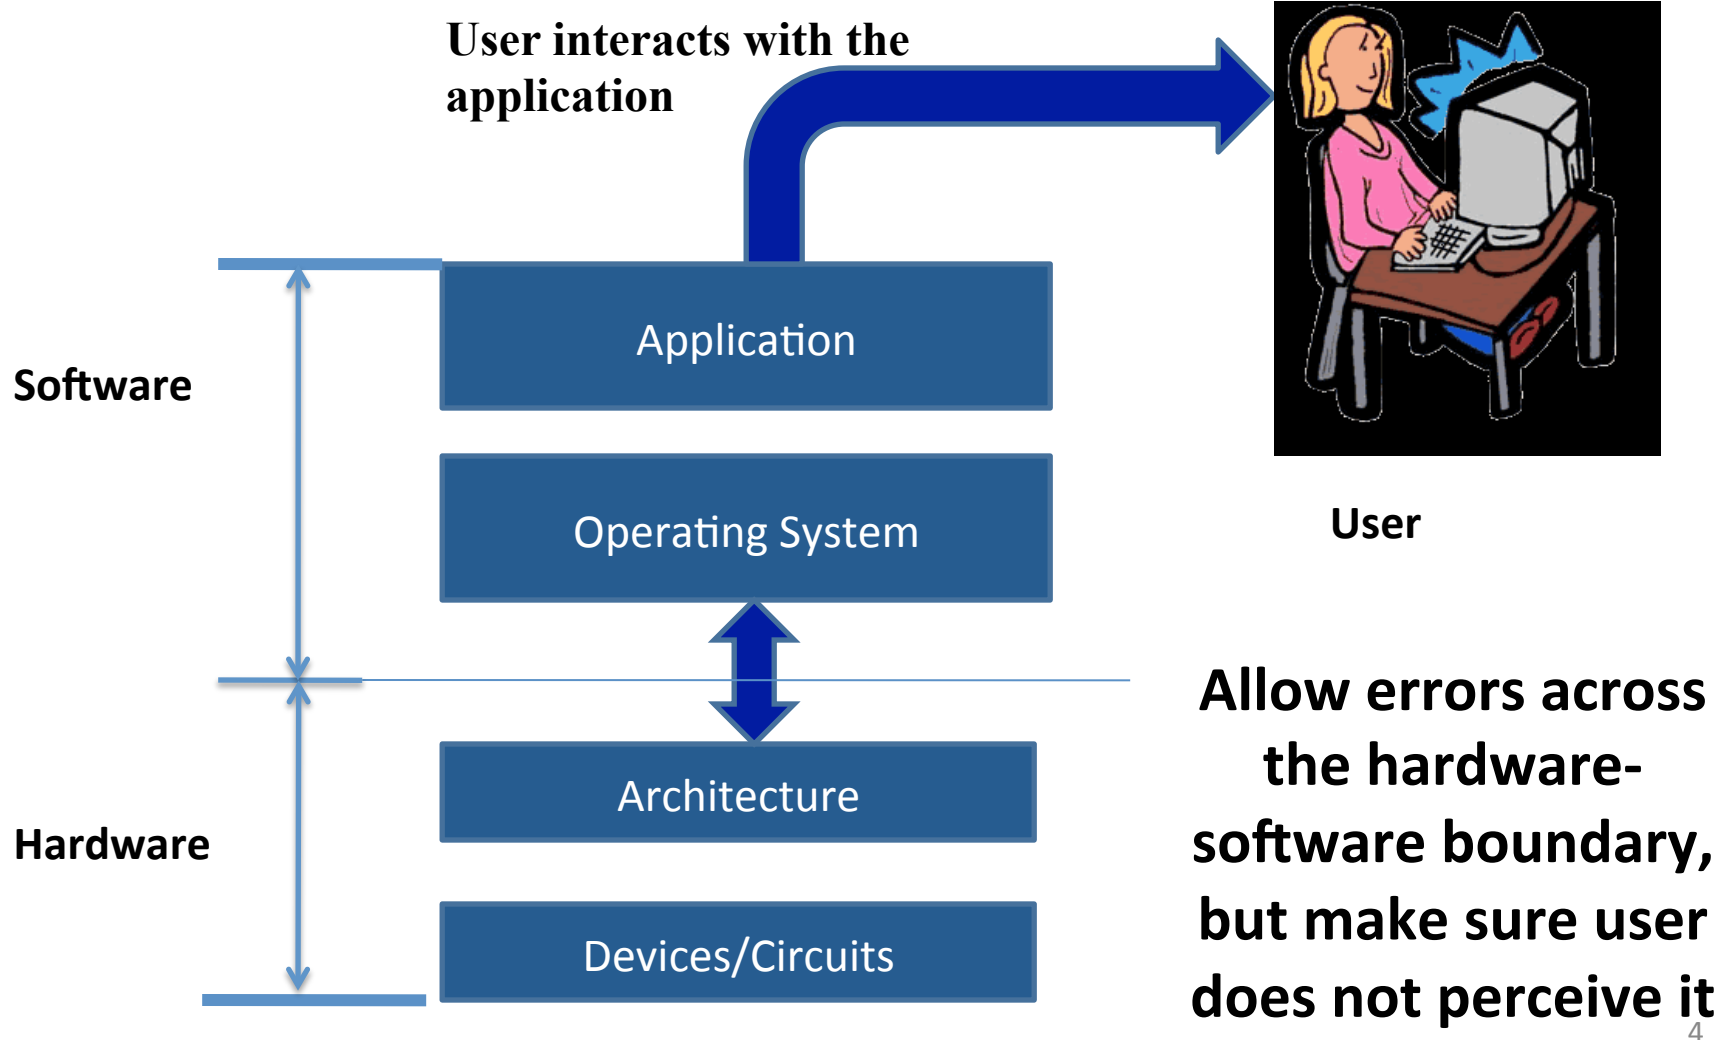 User interacts with the
application
Application
Software
Operating System
User
Allow errors across
the hardware-
software boundary,
but make sure user
does not perceive it
Architecture
Hardware
Devices/Circuits
4